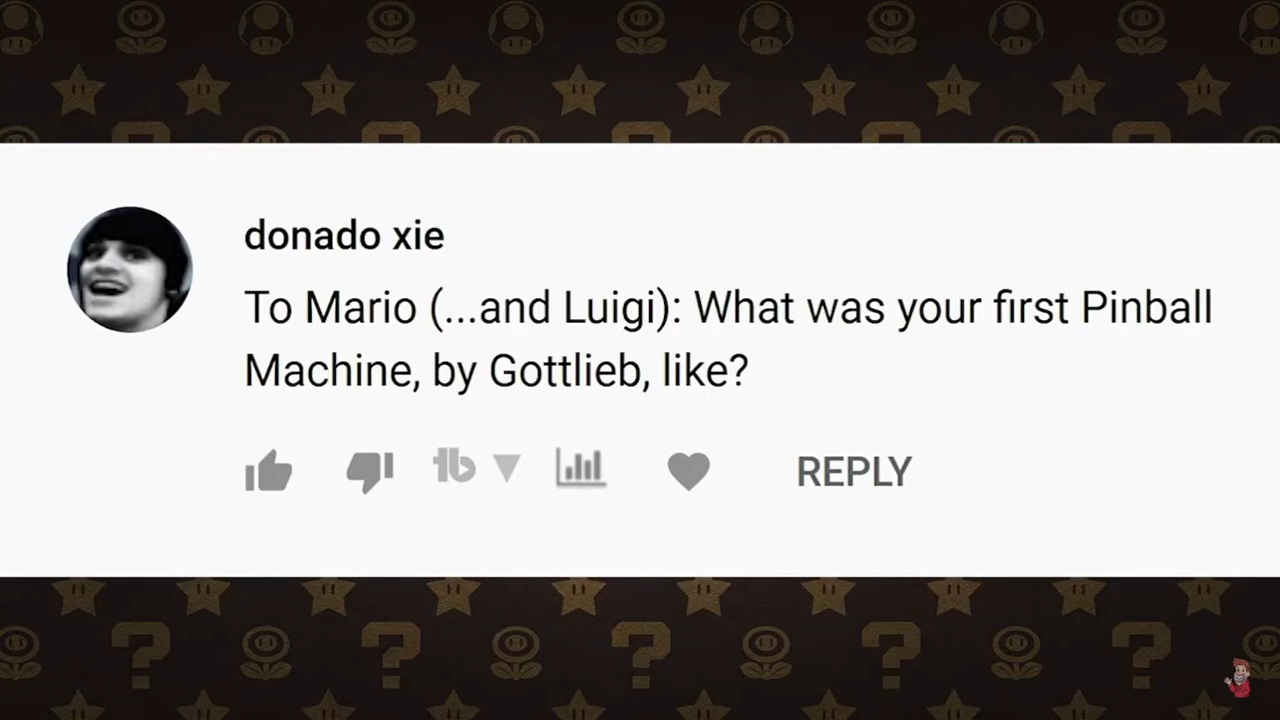 donado xie
To Mario (...and Luigi): What was your first Pinball
Machine, by Gottlieb, like?
REPLY